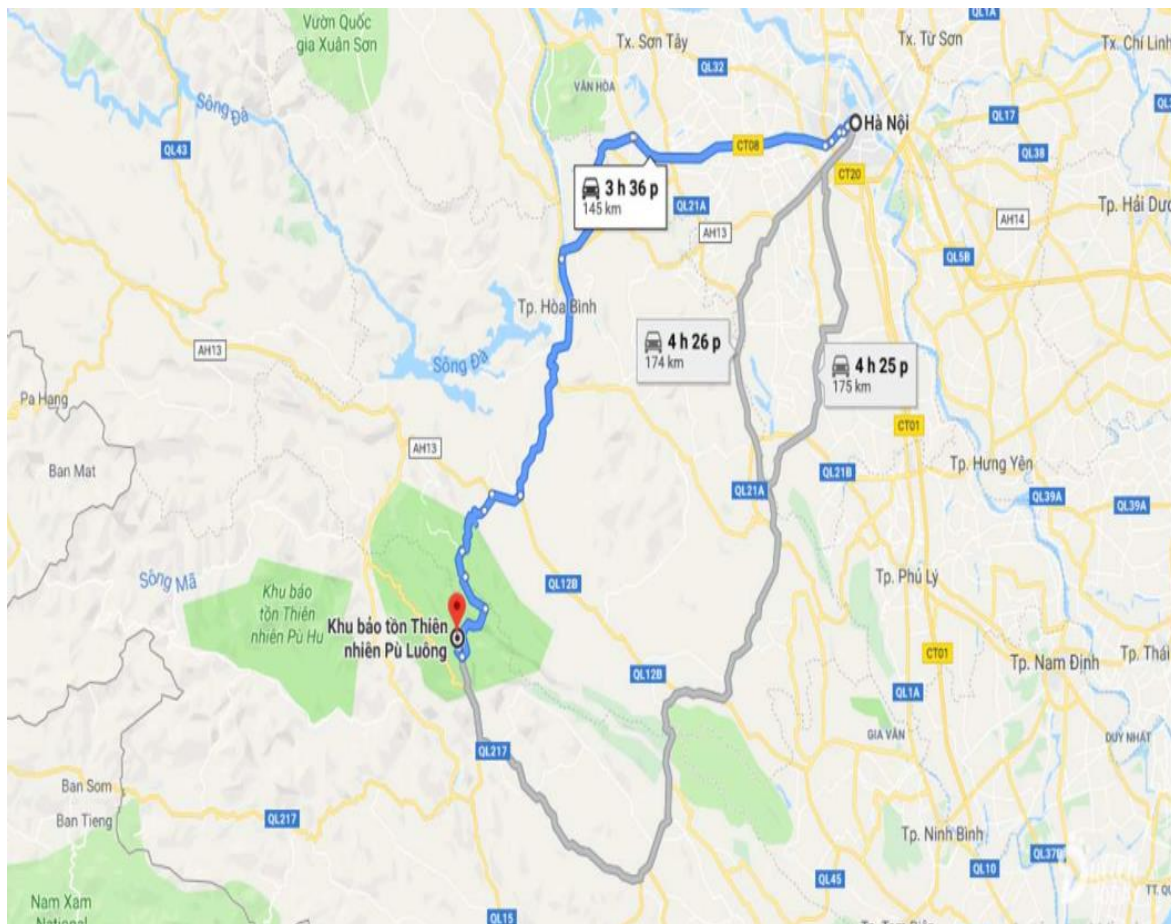 Vườn Quốc
gia Xuân Sơn
QL1A
Tx. Sơn Tây
Tx. Từ Sơn
Tx. Chí Linh
QL32
VÂN HÒA
Sông Đà
Hà Nội
QL17
QL43
CT08
QL38
CT20
3 h 36 p
145 km
QL21A
AH13
AH14
Tp. Hải Dươ
QL5B
Tp. Hòa Bình
4 h 26 p
174 km
AH13
Sông Đà
4 h 25 p
175 km
Pa Hang
CT01
AH13
Ban Mat
Tp. Hưng Yên
QL21B
QL21A
QL39A
QL39A
Sông Mã
Tp. Phủ Lý
QL12B
Khu bảo
tồn Thiên
nhiên Pù Hu
Khu bảo tồn Thiên
nhiên Pù Luông
CT01
Tp. Nam Định
Tp. Thái
QL12B
QL1A
GIA VÂN
DUY NHẤT
QL217
Ban Som
Ban Tieng
QL217
Tp. Ninh Bình
QL10
QL45
Nam Xam
National
QL15